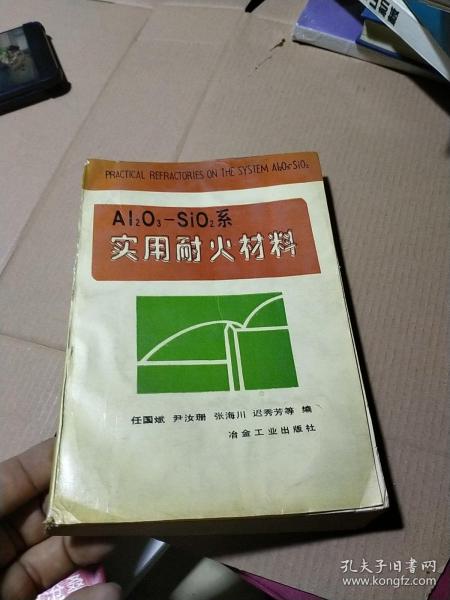 PRACTICAL REFRACTORIES ON THE SYSTEM Al₂O₃-SiO₂
Al₂O₃-SiO₂系
实用耐火材料
任国斌 尹汝珊 张海川 迟秀芳等 编
冶金工业出版社
孔夫子旧书网
www.kongfz.com